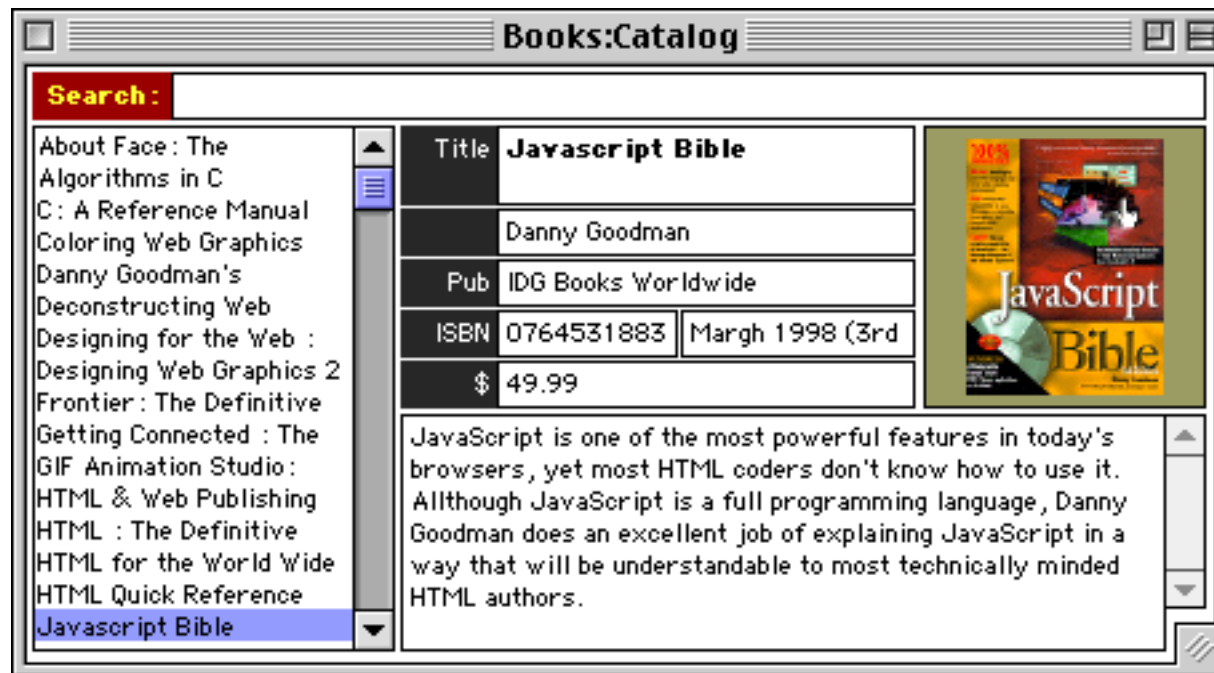 Books:Catalog
Search:
About Face: The
Algorithms in C
C: A Reference Manual
Coloring Web Graphics
Danny Goodman's
Deconstructing Web
Designing for the Web :
Designing Web Graphics 2
Frontier: The Definitive
Getting Connected : The
GIF Animation Studio:
HTML & Web Publishing
HTML : The Definitive
HTML for the World Wide
HTML Quick Reference
Javascript Bible
Title Javascript Bible
Danny Goodman
Pub IDG Books Worldwide
ISBN 0764531883 Margh 1998 (3rd
$ 49.99
100%
JavaScript
Bible
JavaScript is one of the most powerful features in today's
browsers, yet most HTML coders don't know how to use it.
Allthough JavaScript is a full programming language, Danny
Goodman does an excellent job of explaining JavaScript in a
way that will be understandable to most technically minded
HTML authors.